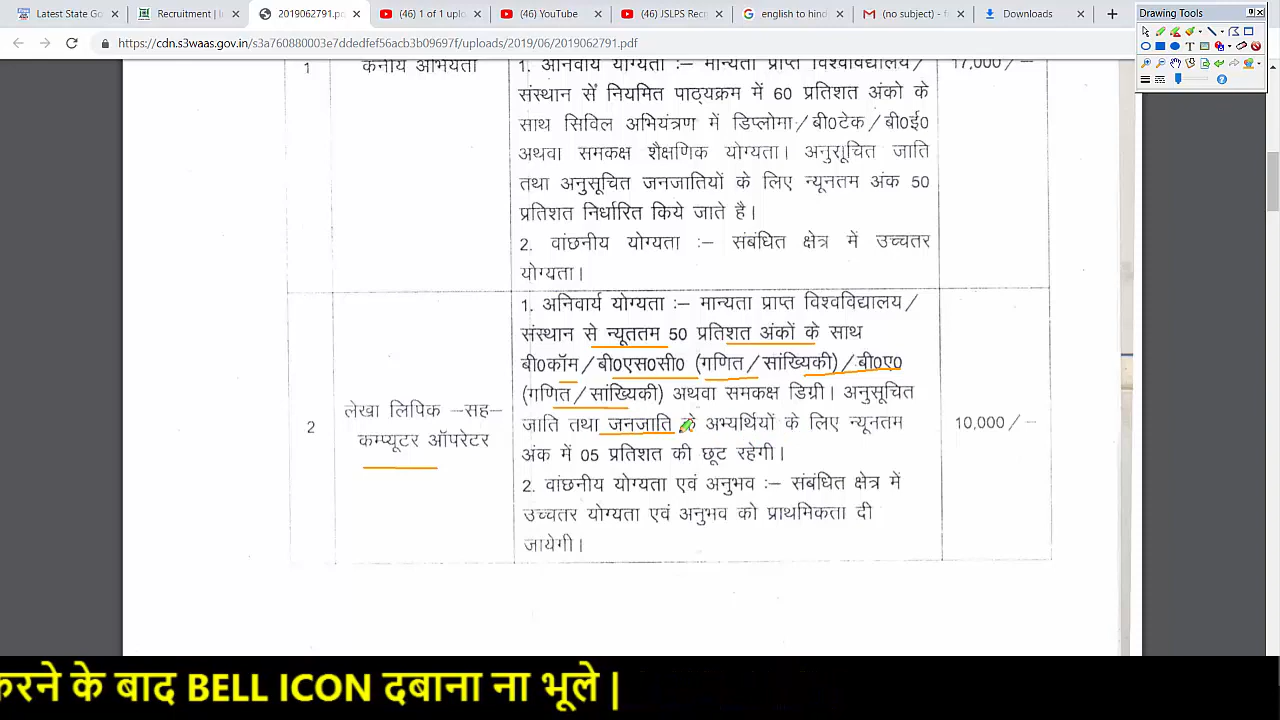 Latest State Go
Recruitment | I
2019062791.p
(46) 1 of 1 uplo
(46) YouTube
(46) JSLPS Recr
english to hindi
(no subject) - f
Downloads
Drawing Tools
https://cdn.s3waas.gov.in/s3a760880003e7ddedfef56acb3b09697f/uploads/2019/06/2019062791.pdf
1
कनीय अभियंता
1. अनिवार्य योग्यता :– मान्यता प्राप्त विश्वविद्यालय/
17,000/–
संस्थान से नियमित पाठ्यक्रम में 60 प्रतिशत अंको के
साथ सिविल अभियंत्रण में डिप्लोमा/बी0टेक/बी0ई0
अथवा समकक्ष शैक्षणिक योग्यता। अनुसूचित जाति
तथा अनुसूचित जनजातियों के लिए न्यूनतम अंक 50
प्रतिशत निर्धारित किये जाते है।
2. वांछनीय योग्यता :– संबंधित क्षेत्र में उच्चतर
योग्यता।
2
लेखा लिपिक –सह–
कम्प्यूटर ऑपरेटर
1. अनिवार्य योग्यता :– मान्यता प्राप्त विश्वविद्यालय/
संस्थान से न्यूततम 50 प्रतिशत अंकों के साथ
बी0कॉम/बी0एस0सी0 (गणित/सांख्यिकी)/बी0ए0
(गणित/सांख्यिकी) अथवा समकक्ष डिग्री। अनुसूचित
जाति तथा जनजाति के अभ्यर्थियों के लिए न्यूनतम
अंक में 05 प्रतिशत की छूट रहेगी।
2. वांछनीय योग्यता एवं अनुभव :– संबंधित क्षेत्र में
उच्चतर योग्यता एवं अनुभव को प्राथमिकता दी
जायेगी।
10,000/–
करने के बाद BELL ICON दबाना ना भूले |